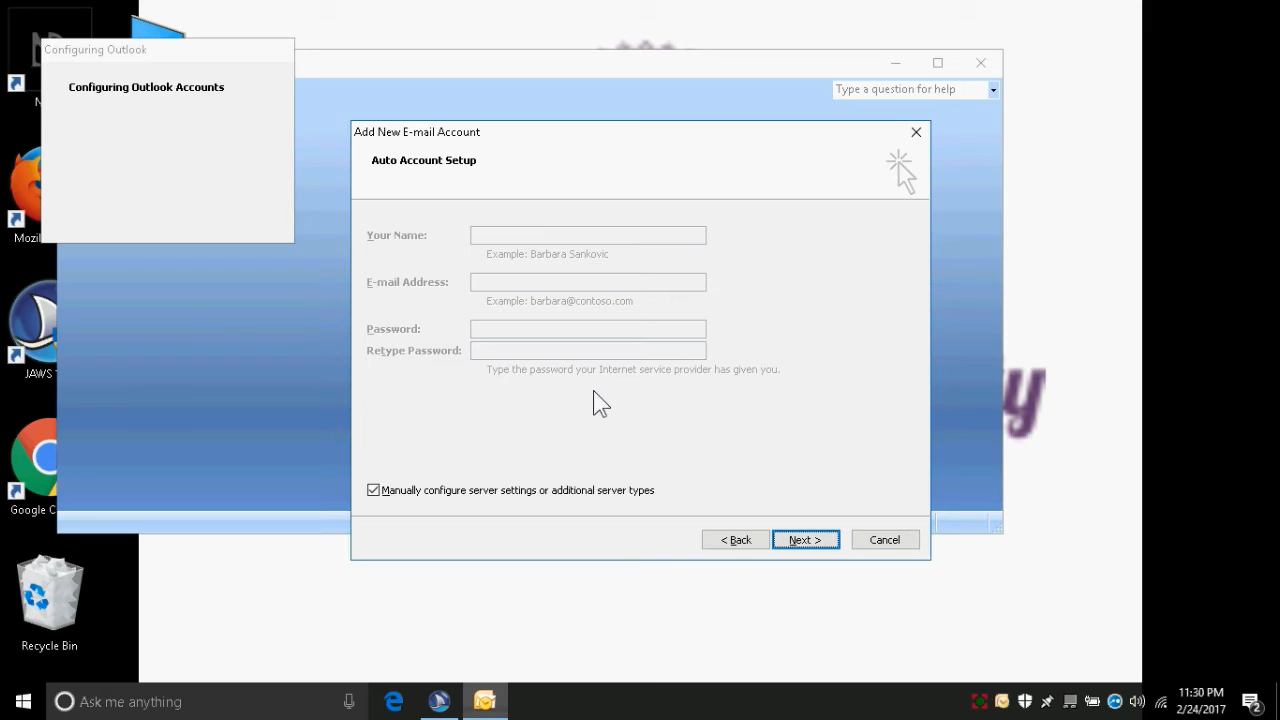 Configuring Outlook
Configuring Outlook Accounts
Type a question for help
Add New E-mail Account
Auto Account Setup
Your Name:
Example: Barbara Sankovic
E-mail Address:
Example: barbara@contoso.com
Password:
Retype Password:
Type the password your Internet service provider has given you.
Manually configure server settings or additional server types
< Back
Next >
Cancel
N
Mozil
JAWS
Google C
Recycle Bin
y
Ask me anything
11:30 PM
2/24/2017
2